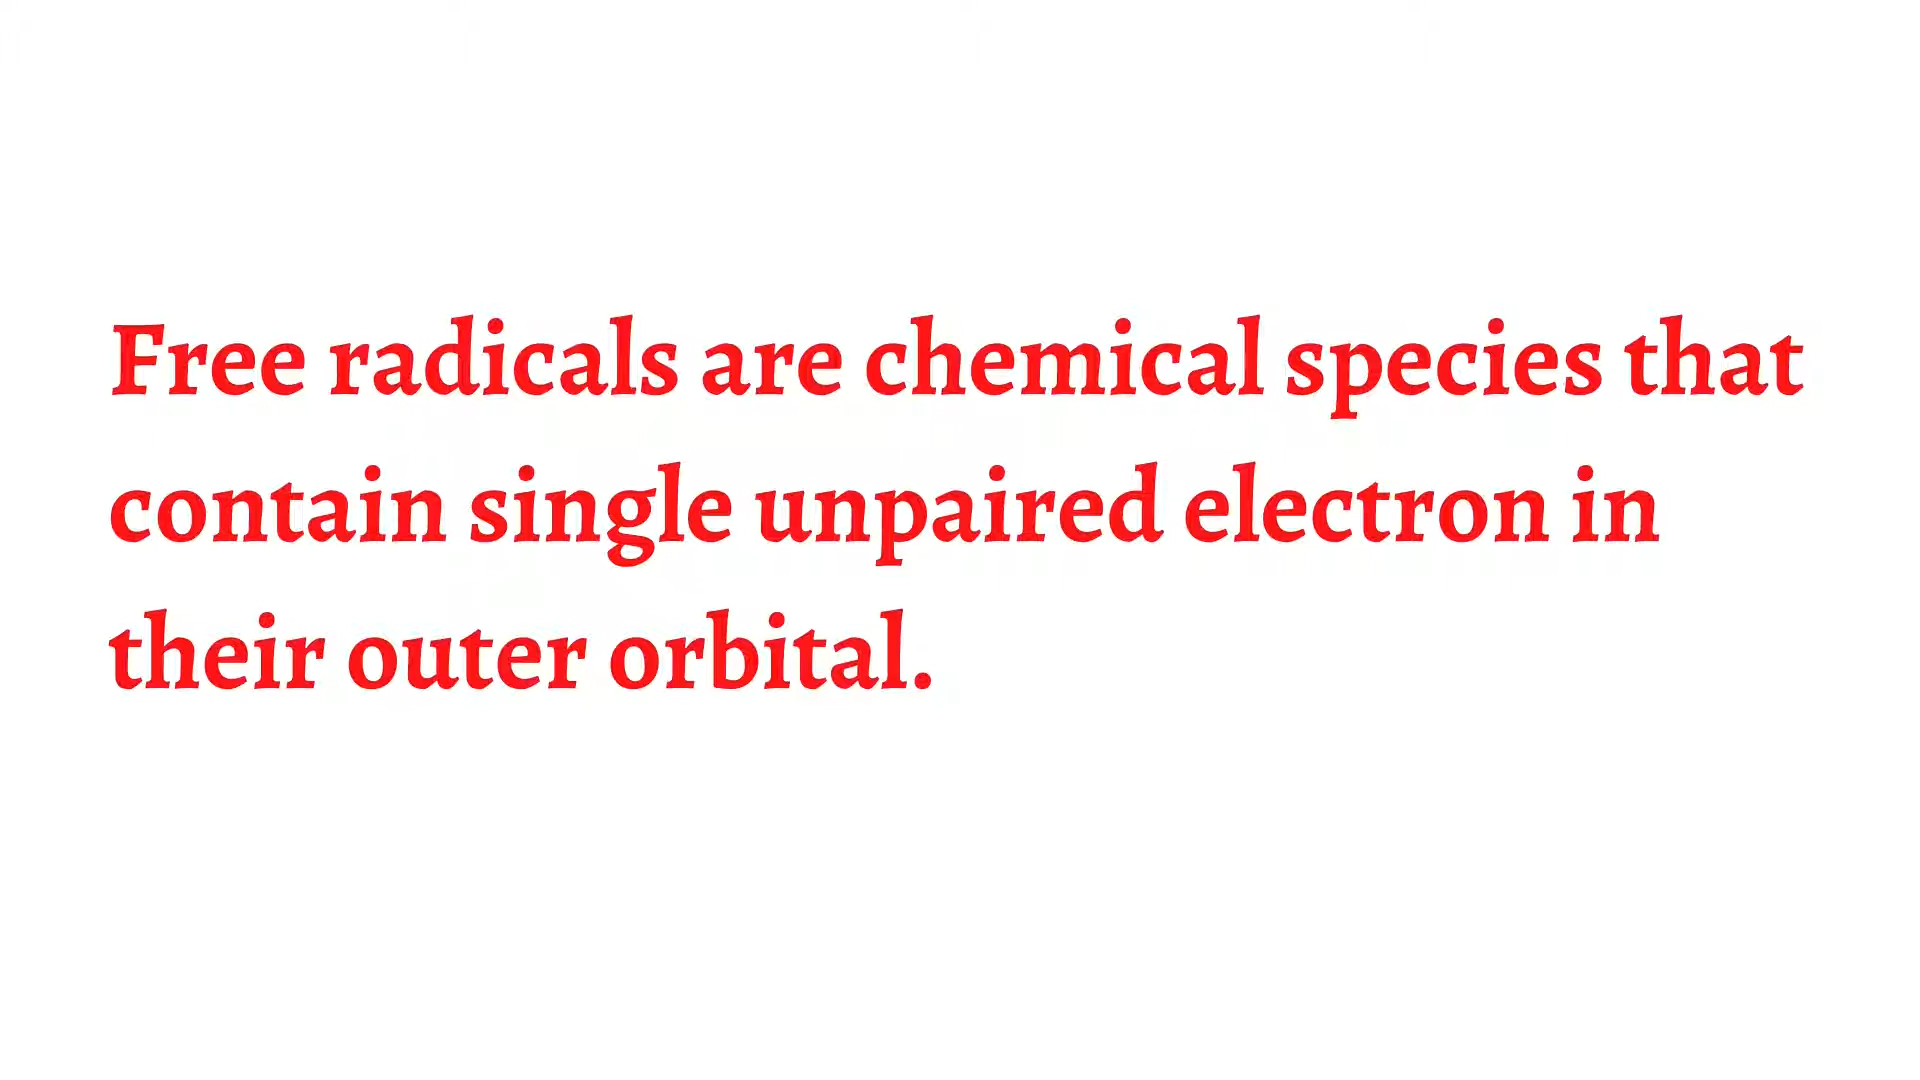 Free radicals are chemical species that
contain single unpaired electron in
their outer orbital.